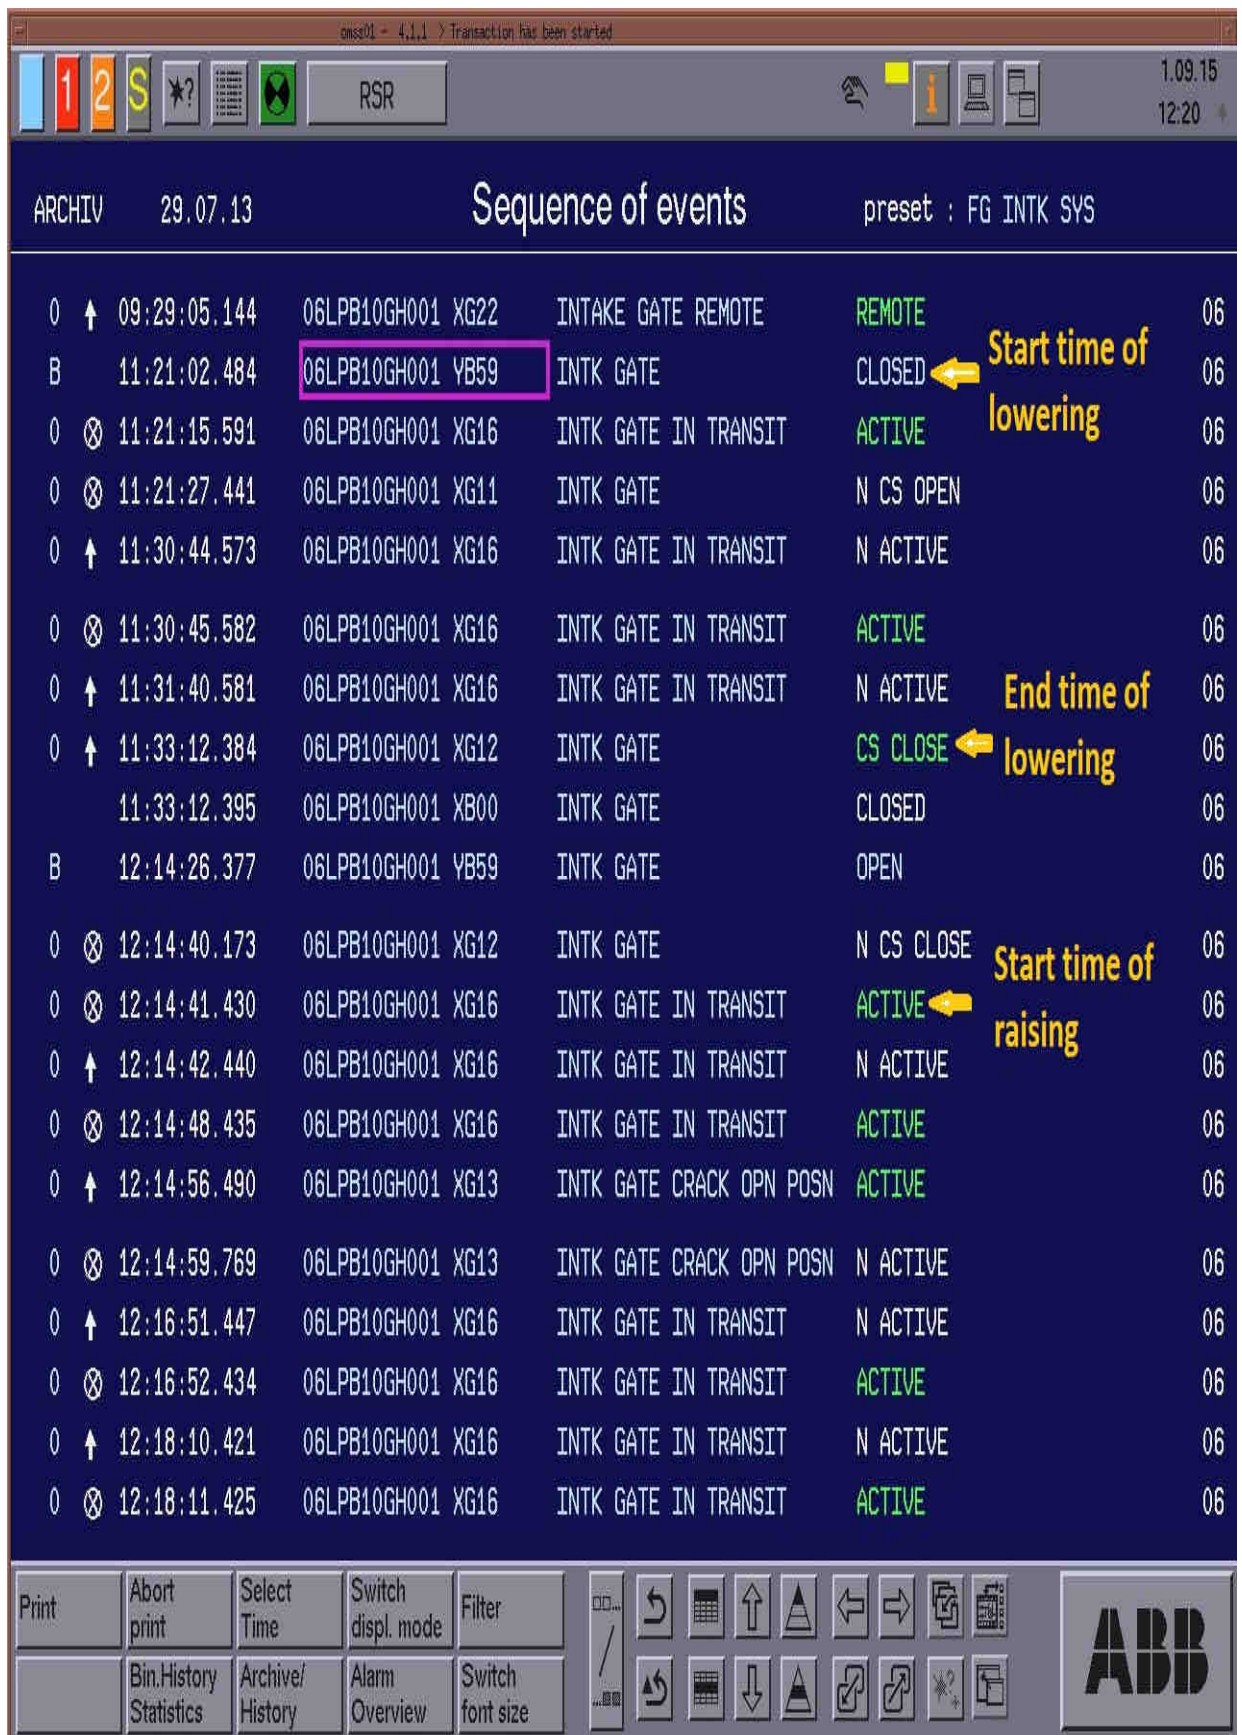 omss01 - 4.1.1 > Transaction has been started
1 2 S *? RSR i 1.09.15
12:20
ARCHIV 29.07.13 Sequence of events preset : FG INTK SYS
0 09:29:05.144 06LPB10GH001 XG22 INTAKE GATE REMOTE REMOTE 06
B 11:21:02.484 06LPB10GH001 YB59 INTK GATE CLOSED 06
Start time of
lowering
0 11:21:15.591 06LPB10GH001 XG16 INTK GATE IN TRANSIT ACTIVE 06
0 11:21:27.441 06LPB10GH001 XG11 INTK GATE N CS OPEN 06
0 11:30:44.573 06LPB10GH001 XG16 INTK GATE IN TRANSIT N ACTIVE 06
0 11:30:45.582 06LPB10GH001 XG16 INTK GATE IN TRANSIT ACTIVE 06
0 11:31:40.581 06LPB10GH001 XG16 INTK GATE IN TRANSIT N ACTIVE 06
0 11:33:12.384 06LPB10GH001 XG12 INTK GATE CS CLOSE 06
End time of
lowering
11:33:12.395 06LPB10GH001 XB00 INTK GATE CLOSED 06
B 12:14:26.377 06LPB10GH001 YB59 INTK GATE OPEN 06
0 12:14:40.173 06LPB10GH001 XG12 INTK GATE N CS CLOSE 06
0 12:14:41.430 06LPB10GH001 XG16 INTK GATE IN TRANSIT ACTIVE 06
Start time of
raising
0 12:14:42.440 06LPB10GH001 XG16 INTK GATE IN TRANSIT N ACTIVE 06
0 12:14:48.435 06LPB10GH001 XG16 INTK GATE IN TRANSIT ACTIVE 06
0 12:14:56.490 06LPB10GH001 XG13 INTK GATE CRACK OPN POSN ACTIVE 06
0 12:14:59.769 06LPB10GH001 XG13 INTK GATE CRACK OPN POSN N ACTIVE 06
0 12:16:51.447 06LPB10GH001 XG16 INTK GATE IN TRANSIT N ACTIVE 06
0 12:16:52.434 06LPB10GH001 XG16 INTK GATE IN TRANSIT ACTIVE 06
0 12:18:10.421 06LPB10GH001 XG16 INTK GATE IN TRANSIT N ACTIVE 06
0 12:18:11.425 06LPB10GH001 XG16 INTK GATE IN TRANSIT ACTIVE 06
Print
Abort
print
Select
Time
Switch
displ. mode
Filter
Bin.History
Statistics
Archive/
History
Alarm
Overview
Switch
font size
ABB